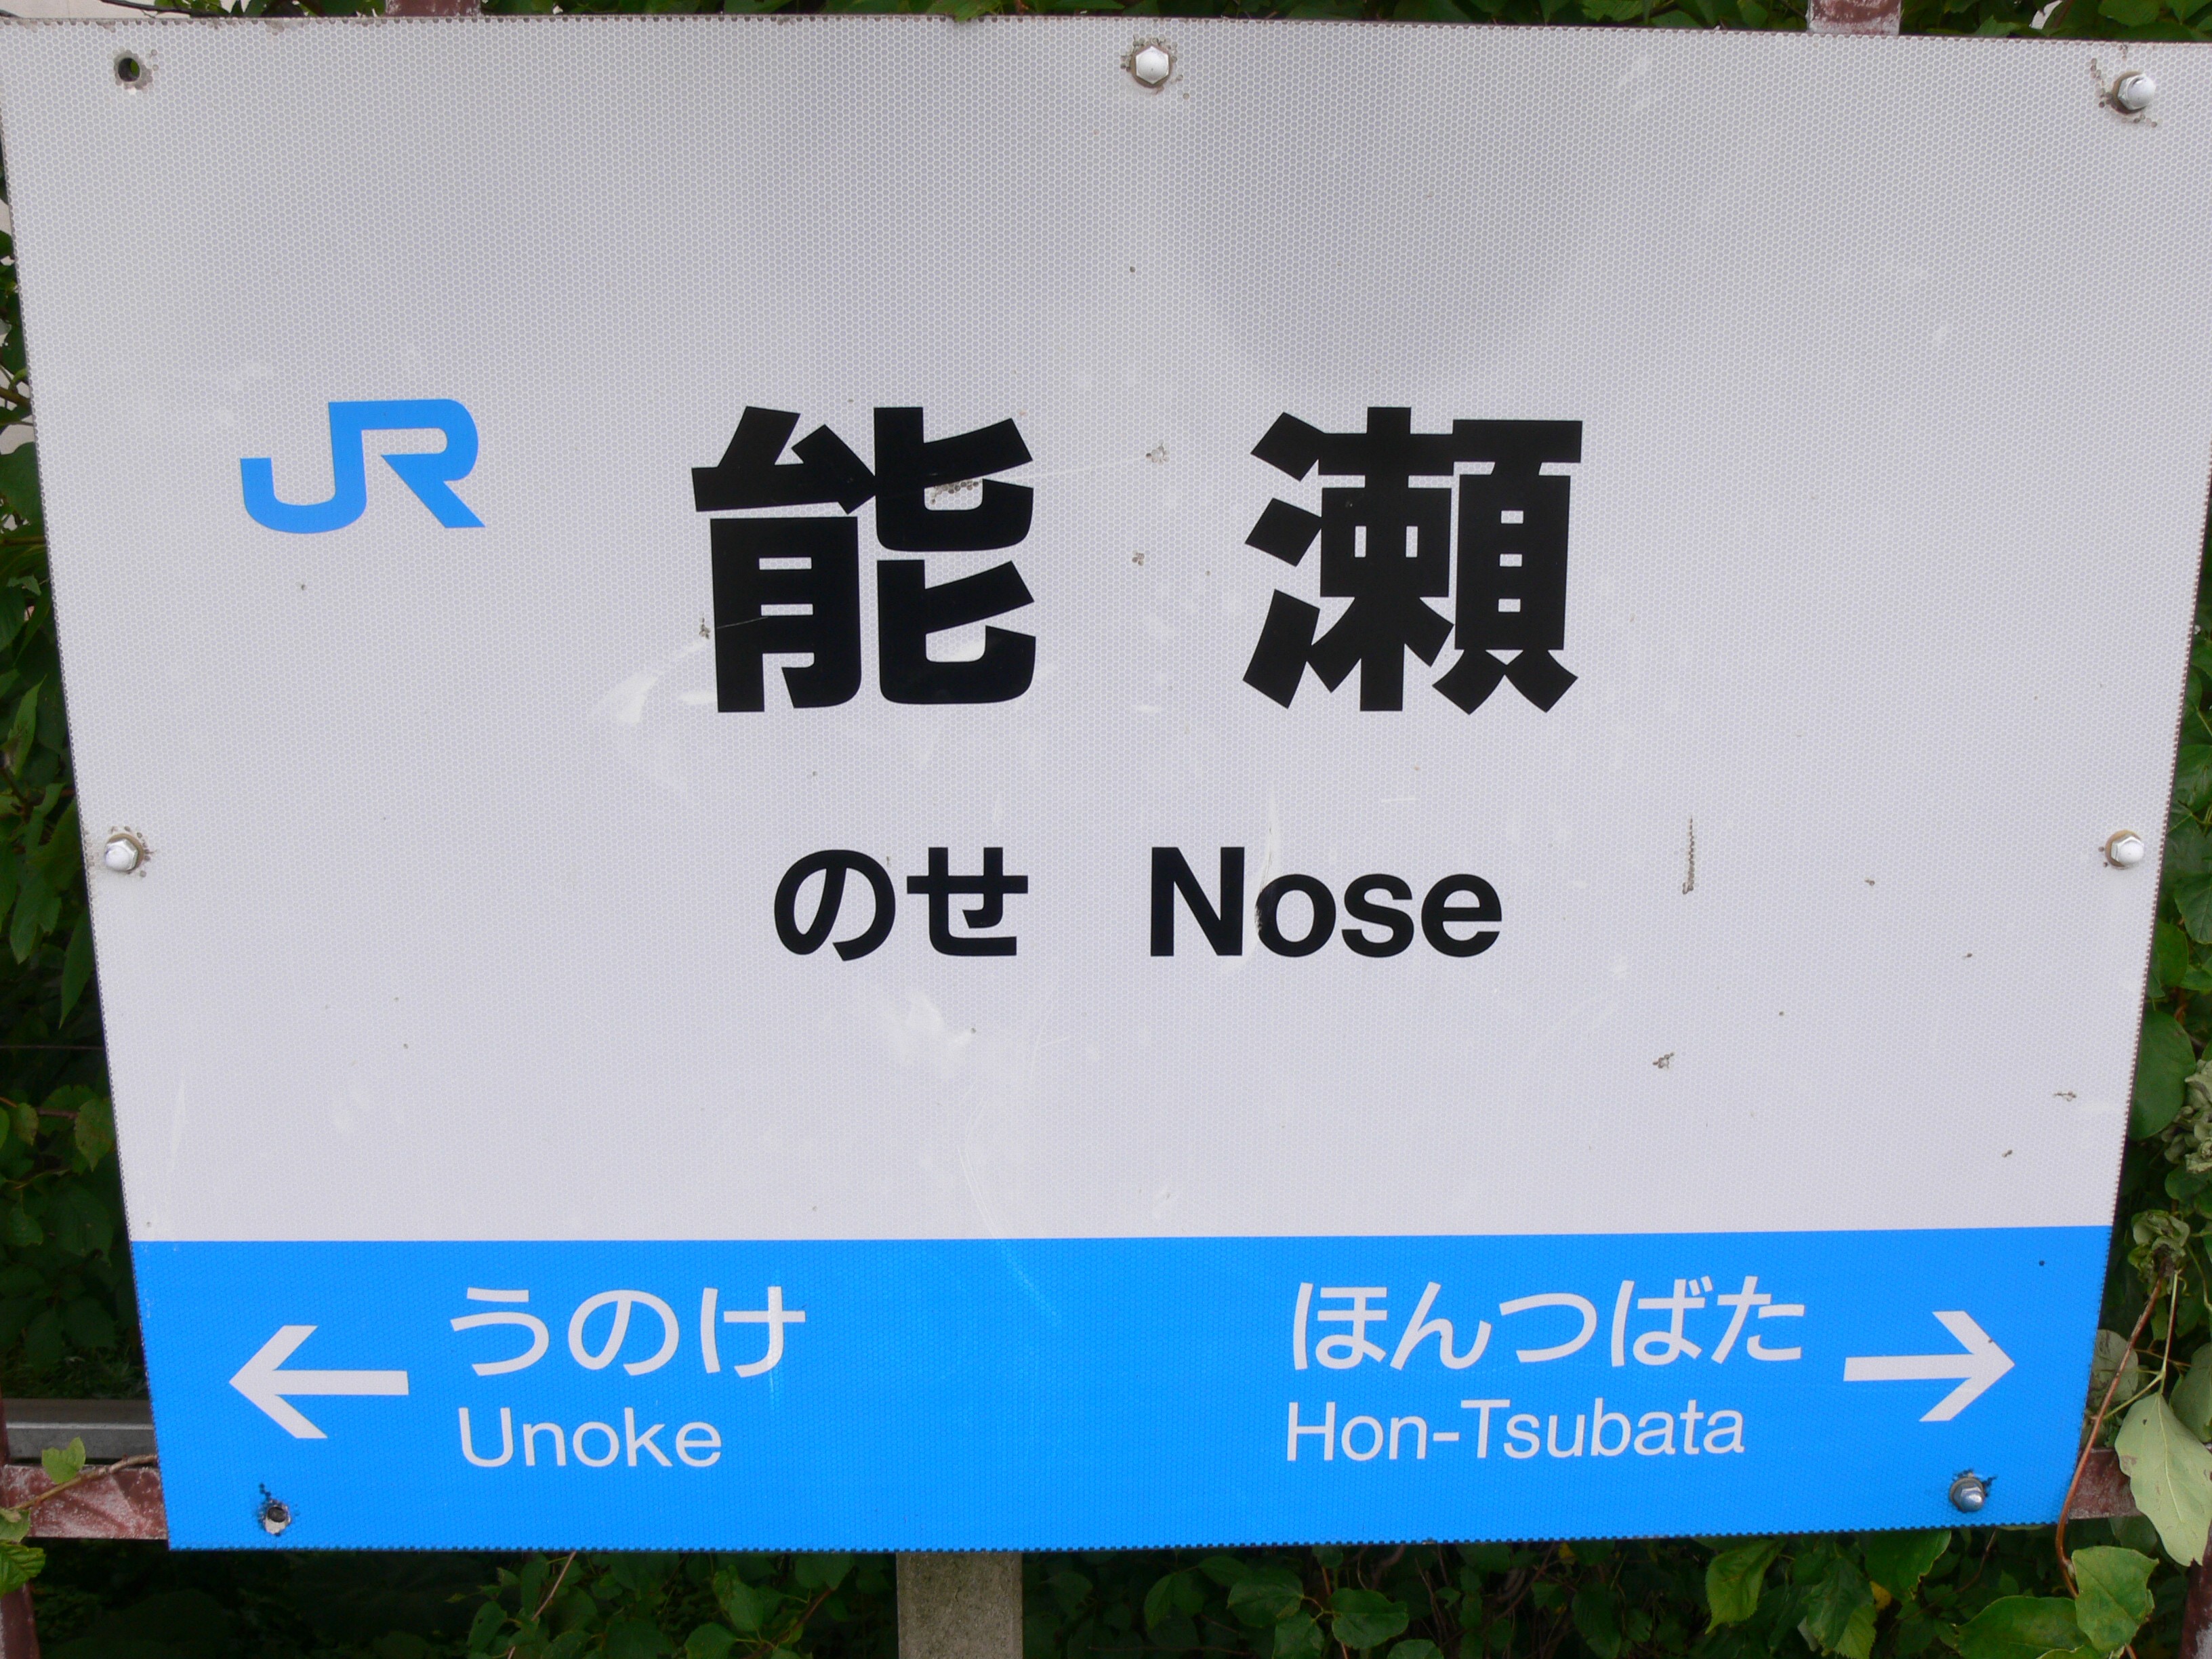 JR 能瀬
のせ Nose
うのけ
Unoke
ほんつばた
Hon-Tsubata